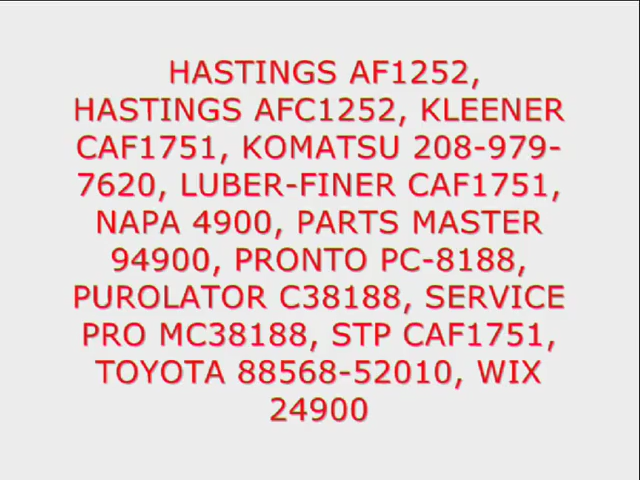 HASTINGS AF1252,
HASTINGS AFC1252, KLEENER
CAF1751, KOMATSU 208-979-
7620, LUBER-FINER CAF1751,
NAPA 4900, PARTS MASTER
94900, PRONTO PC-8188,
PUROLATOR C38188, SERVICE
PRO MC38188, STP CAF1751,
TOYOTA 88568-52010, WIX
24900